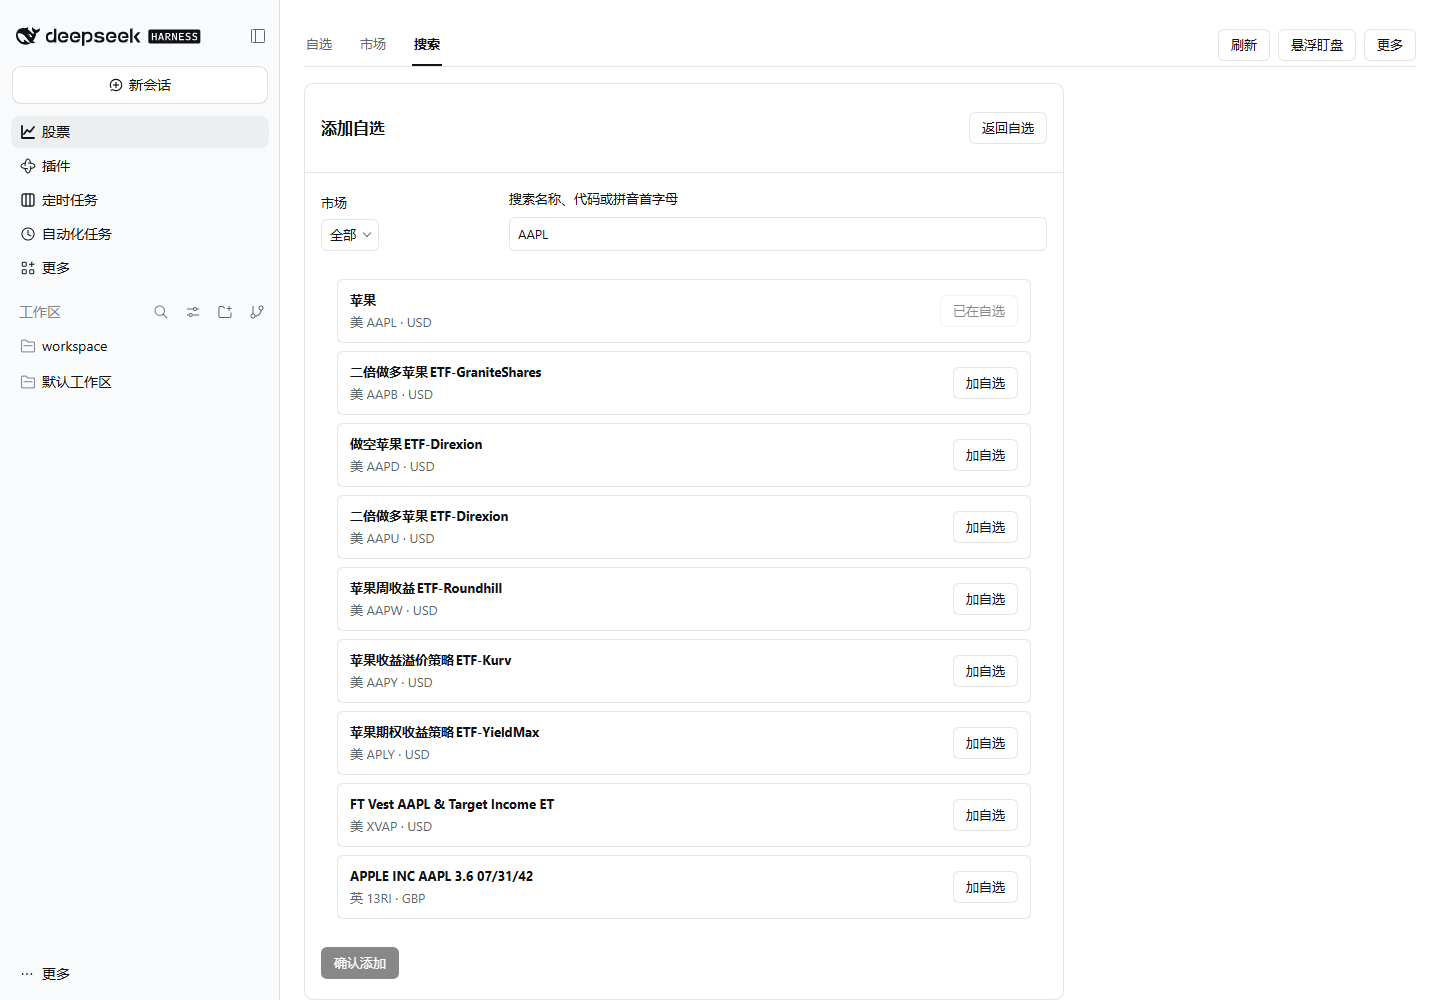 deepseek HARNESS
新会话
股票
插件
定时任务
自动化任务
更多
工作区
workspace
默认工作区
更多
自选 市场 搜索
刷新 悬浮盯盘 更多
添加自选
返回自选
市场
全部
搜索名称、代码或拼音首字母
AAPL
苹果
美 AAPL · USD
已在自选
二倍做多苹果ETF-GraniteShares
美 AAPB · USD
加自选
做空苹果ETF-Direxion
美 AAPD · USD
加自选
二倍做多苹果ETF-Direxion
美 AAPU · USD
加自选
苹果周收益ETF-Roundhill
美 AAPW · USD
加自选
苹果收益溢价策略ETF-Kurv
美 AAPY · USD
加自选
苹果期权收益策略ETF-YieldMax
美 APLY · USD
加自选
FT Vest AAPL & Target Income ET
美 XVAP · USD
加自选
APPLE INC AAPL 3.6 07/31/42
英 13RI · GBP
加自选
确认添加